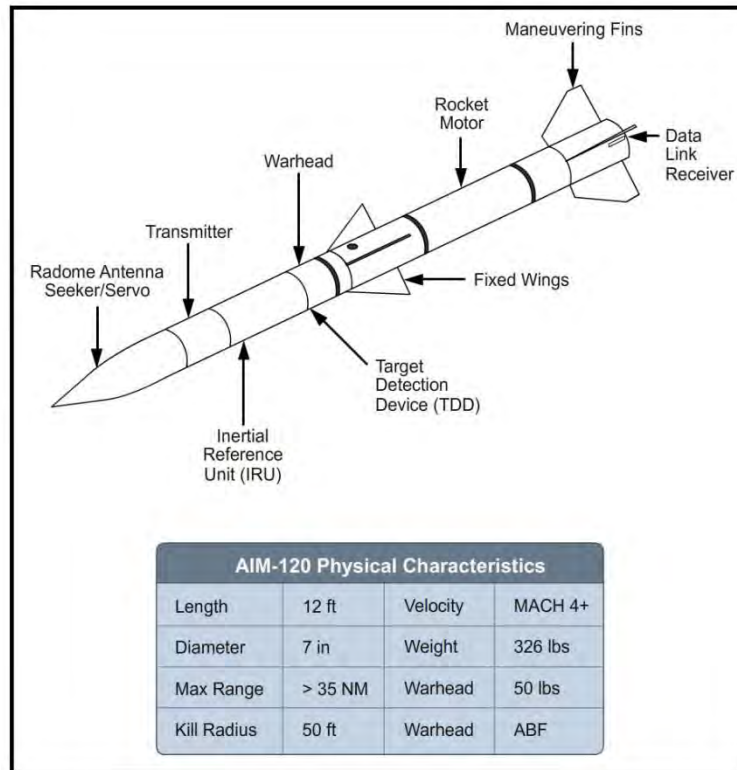 Maneuvering Fins
Rocket
Motor
Data
Link
Receiver
Warhead
Transmitter
Radome Antenna
Seeker/Servo
Fixed Wings
Target
Detection
Device (TDD)
Inertial
Reference
Unit (IRU)
AIM-120 Physical Characteristics
Length 12 ft Velocity MACH 4+
Diameter 7 in Weight 326 lbs
Max Range > 35 NM Warhead 50 lbs
Kill Radius 50 ft Warhead ABF